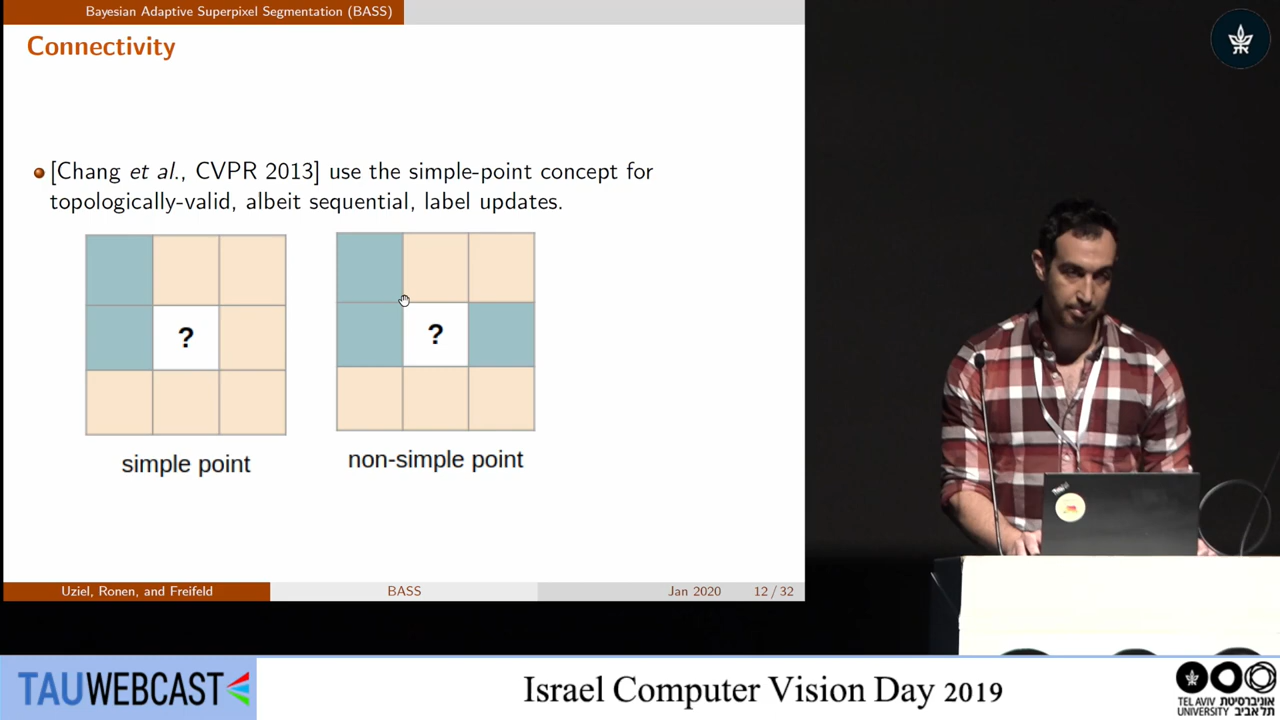 Bayesian Adaptive Superpixel Segmentation (BASS)
Connectivity
[Chang et al., CVPR 2013] use the simple-point concept for
topologically-valid, albeit sequential, label updates.
? ?
simple point non-simple point
Uziel, Ronen, and Freifeld BASS Jan 2020 12 / 32
TAUWEBCAST
Israel Computer Vision Day 2019
TEL AVIV אוניברסיטת
UNIVERSITY תל אביב